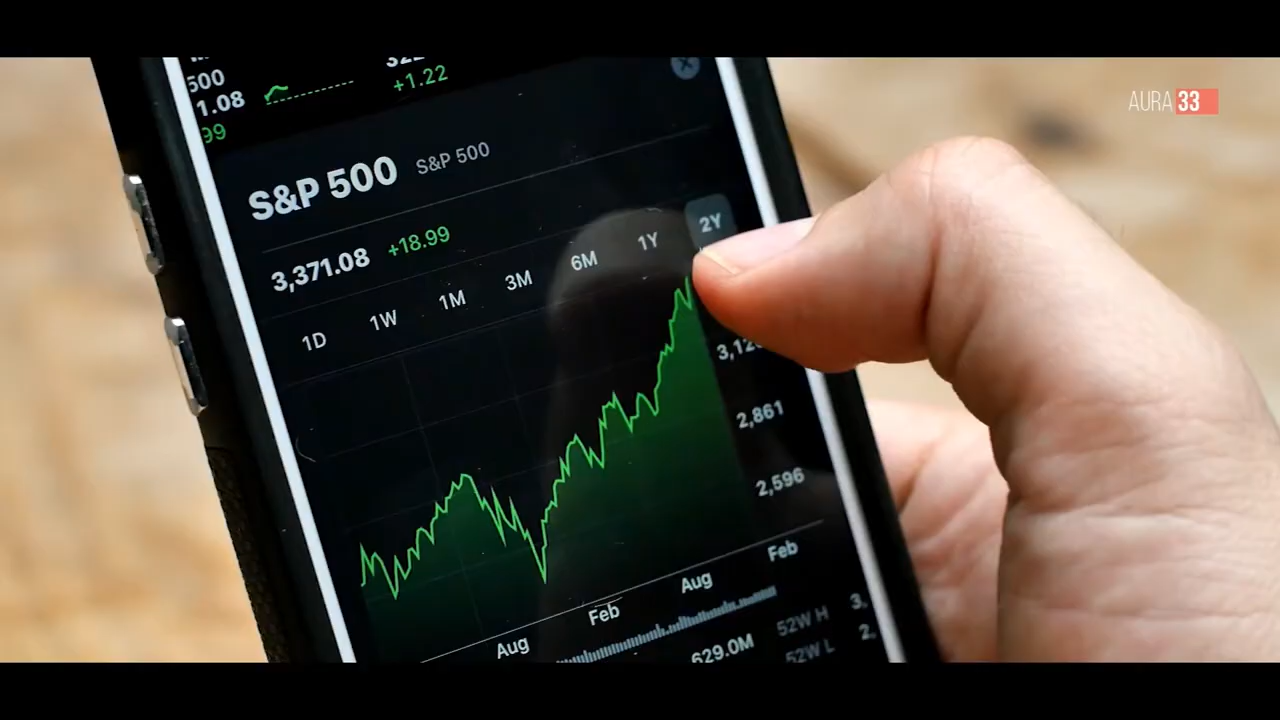 500
1.08
99
+1.22
AURA 33
S&P 500 S&P 500
3,371.08 +18.99
1D 1W 1M 3M 6M 1Y 2Y
2,861
2,596
Aug Feb Aug Feb
629.0M
52W H
52W L